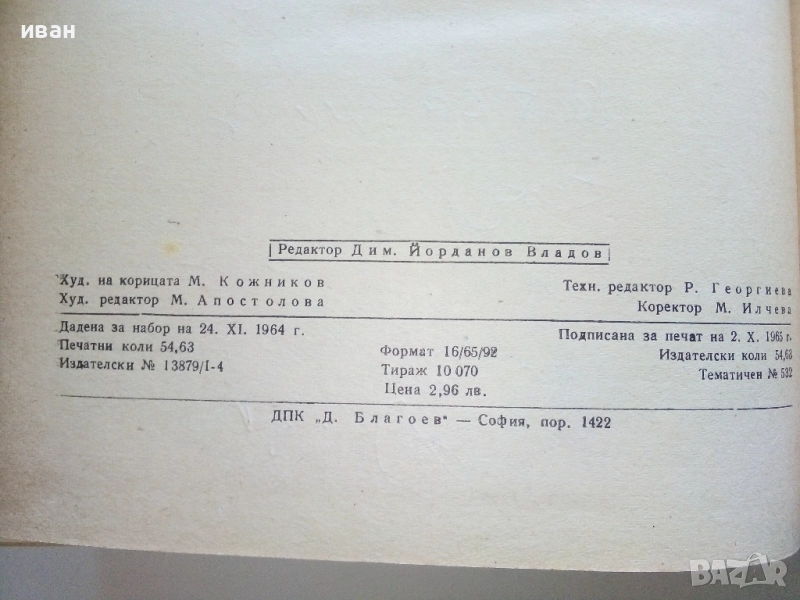 иван
Редактор Дим. Йорданов Владов
Худ. на корицата М. Кожников
Худ. редактор М. Апостолова
Техн. редактор Р. Георгиева
Коректор М. Илчева
Дадена за набор на 24. XI. 1964 г.
Печатни коли 54,63
Издателски № 13879/I-4
Формат 16/65/92
Тираж 10 070
Цена 2,96 лв.
Подписана за печат на 2. X. 1965 г.
Издателски коли 54,63
Тематичен № 532
ДПК „Д. Благоев" — София, пор. 1422
BAZAR